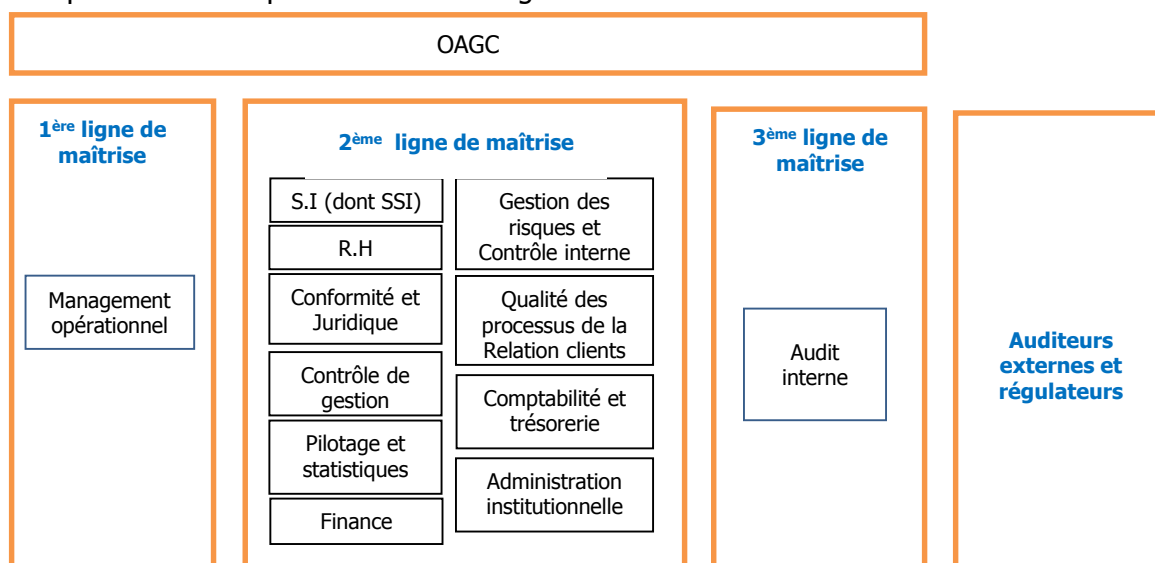 OAGC
1ère ligne de
maîtrise
Management
opérationnel
2ème ligne de maîtrise
S.I (dont SSI)
R.H
Conformité et
Juridique
Contrôle de
gestion
Pilotage et
statistiques
Finance
Gestion des
risques et
Contrôle interne
Qualité des
processus de la
Relation clients
Comptabilité et
trésorerie
Administration
institutionnelle
3ème ligne de
maîtrise
Audit
interne
Auditeurs
externes et
régulateurs